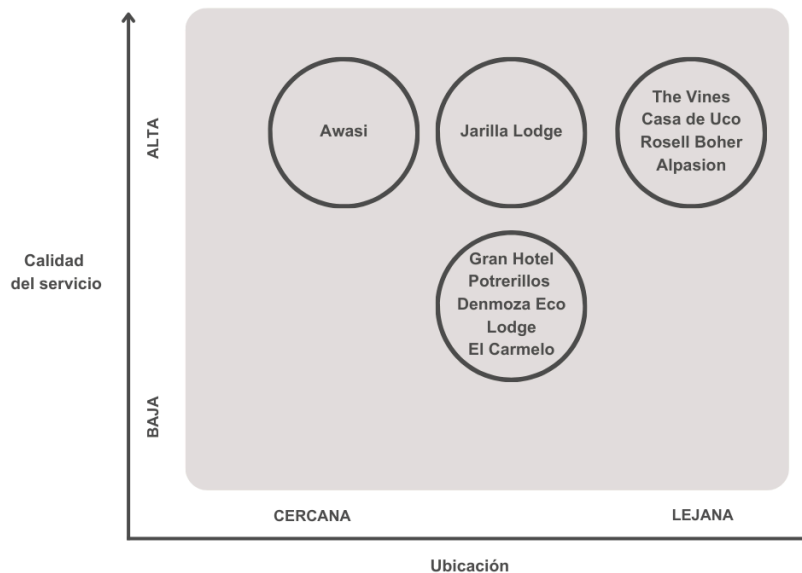 ALTA
Awasi
Jarilla Lodge
The Vines
Casa de Uco
Rosell Boher
Alpasion
Calidad
del servicio
Gran Hotel
Potrerillos
Denmoza Eco
Lodge
El Carmelo
BAJA
CERCANA
LEJANA
Ubicación